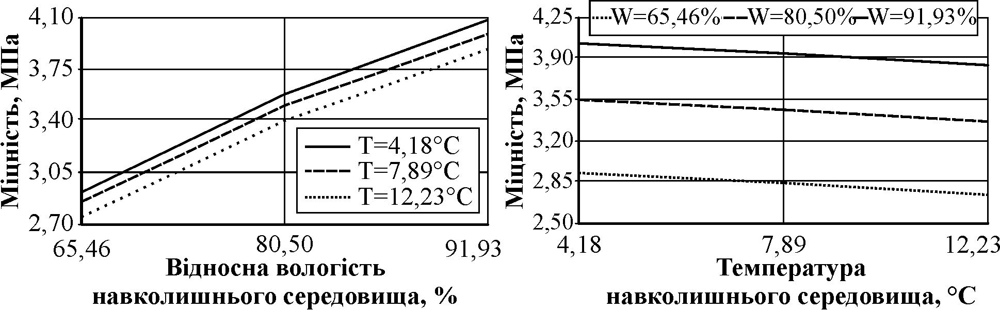 Міцність, МПа
4,10
3,75
3,40
3,05
2,70
T=4,18°C
T=7,89°C
T=12,23°C
65,46
80,50
91,93
Відносна вологість
навколишнього середовища, %
W=65,46% W=80,50% W=91,93%
Міцність, МПа
4,25
3,90
3,55
3,20
2,85
2,50
4,18
7,89
12,23
Температура
навколишнього середовища, °C